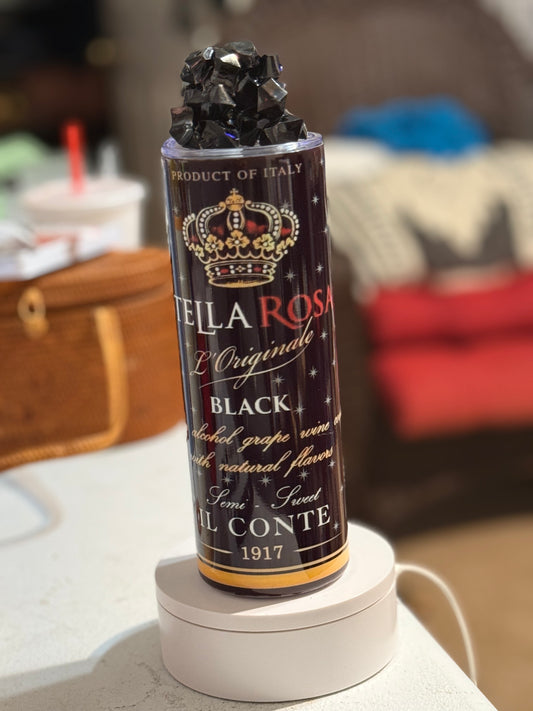 PRODUCT OF ITALY
TELLA ROSA
L'Originale
BLACK
alcohol grape wine
with natural flavors
Semi - Sweet
IL CONTE
1917